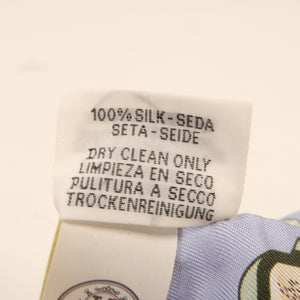 100% SILK - SEDA
SETA - SEIDE
DRY CLEAN ONLY
LIMPIEZA EN SECO
PULITURA A SECCO
TROCKENREINIGUNG